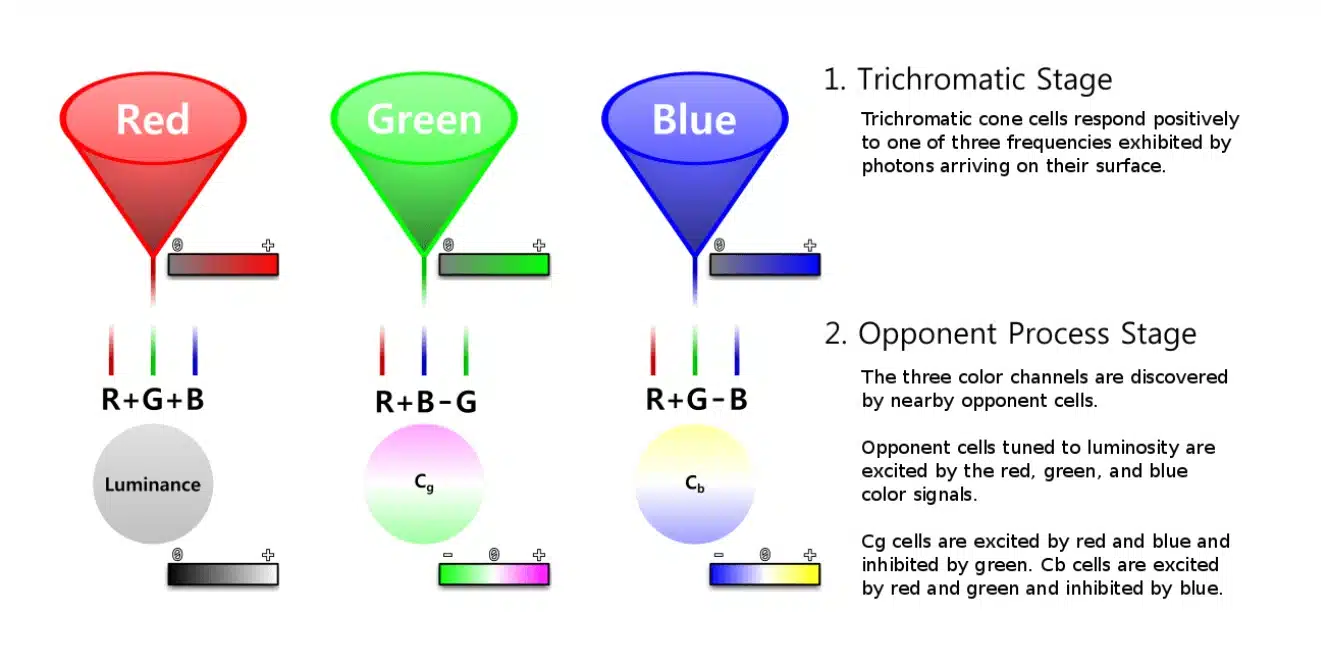 Red
Green
Blue
0 +
0 +
0 +
1. Trichromatic Stage
Trichromatic cone cells respond positively
to one of three frequencies exhibited by
photons arriving on their surface.
R+G+B
R+B-G
R+G-B
Luminance
Cg
Cb
0 +
- 0 +
- 0 +
2. Opponent Process Stage
The three color channels are discovered
by nearby opponent cells.
Opponent cells tuned to luminosity are
excited by the red, green, and blue
color signals.
Cg cells are excited by red and blue and
inhibited by green. Cb cells are excited
by red and green and inhibited by blue.